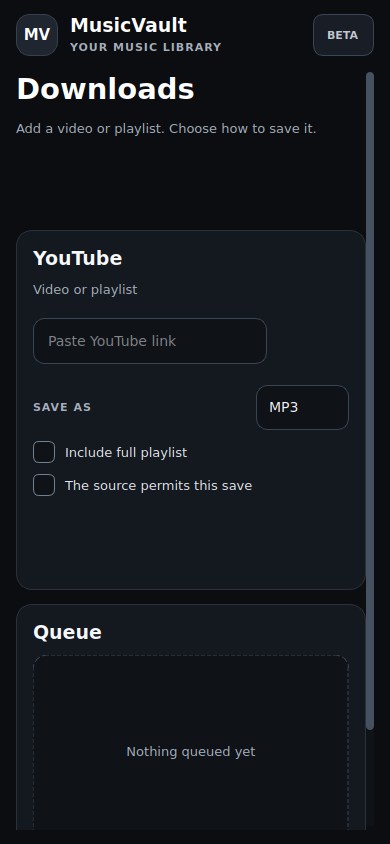 MV
MusicVault
YOUR MUSIC LIBRARY
BETA
Downloads
Add a video or playlist. Choose how to save it.
YouTube
Video or playlist
Paste YouTube link
SAVE AS
MP3
Include full playlist
The source permits this save
Queue
Nothing queued yet